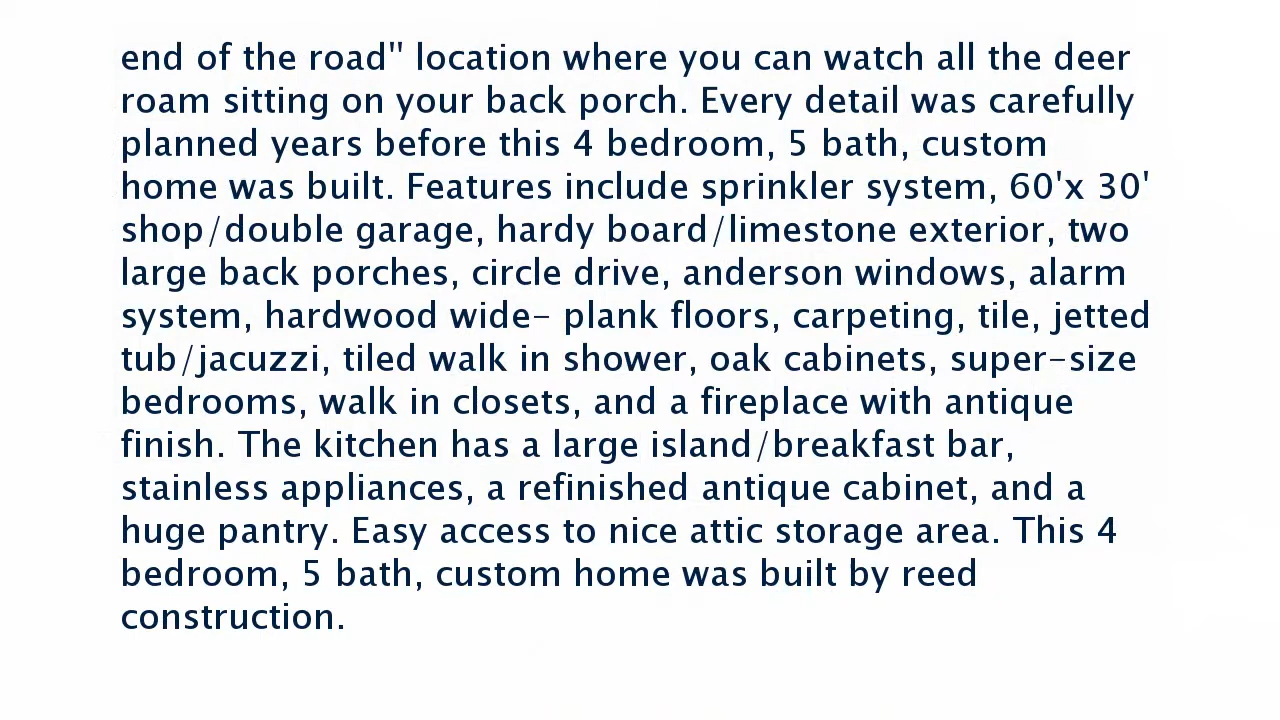 end of the road" location where you can watch all the deer
roam sitting on your back porch. Every detail was carefully
planned years before this 4 bedroom, 5 bath, custom
home was built. Features include sprinkler system, 60'x 30'
shop/double garage, hardy board/limestone exterior, two
large back porches, circle drive, anderson windows, alarm
system, hardwood wide- plank floors, carpeting, tile, jetted
tub/jacuzzi, tiled walk in shower, oak cabinets, super-size
bedrooms, walk in closets, and a fireplace with antique
finish. The kitchen has a large island/breakfast bar,
stainless appliances, a refinished antique cabinet, and a
huge pantry. Easy access to nice attic storage area. This 4
bedroom, 5 bath, custom home was built by reed
construction.